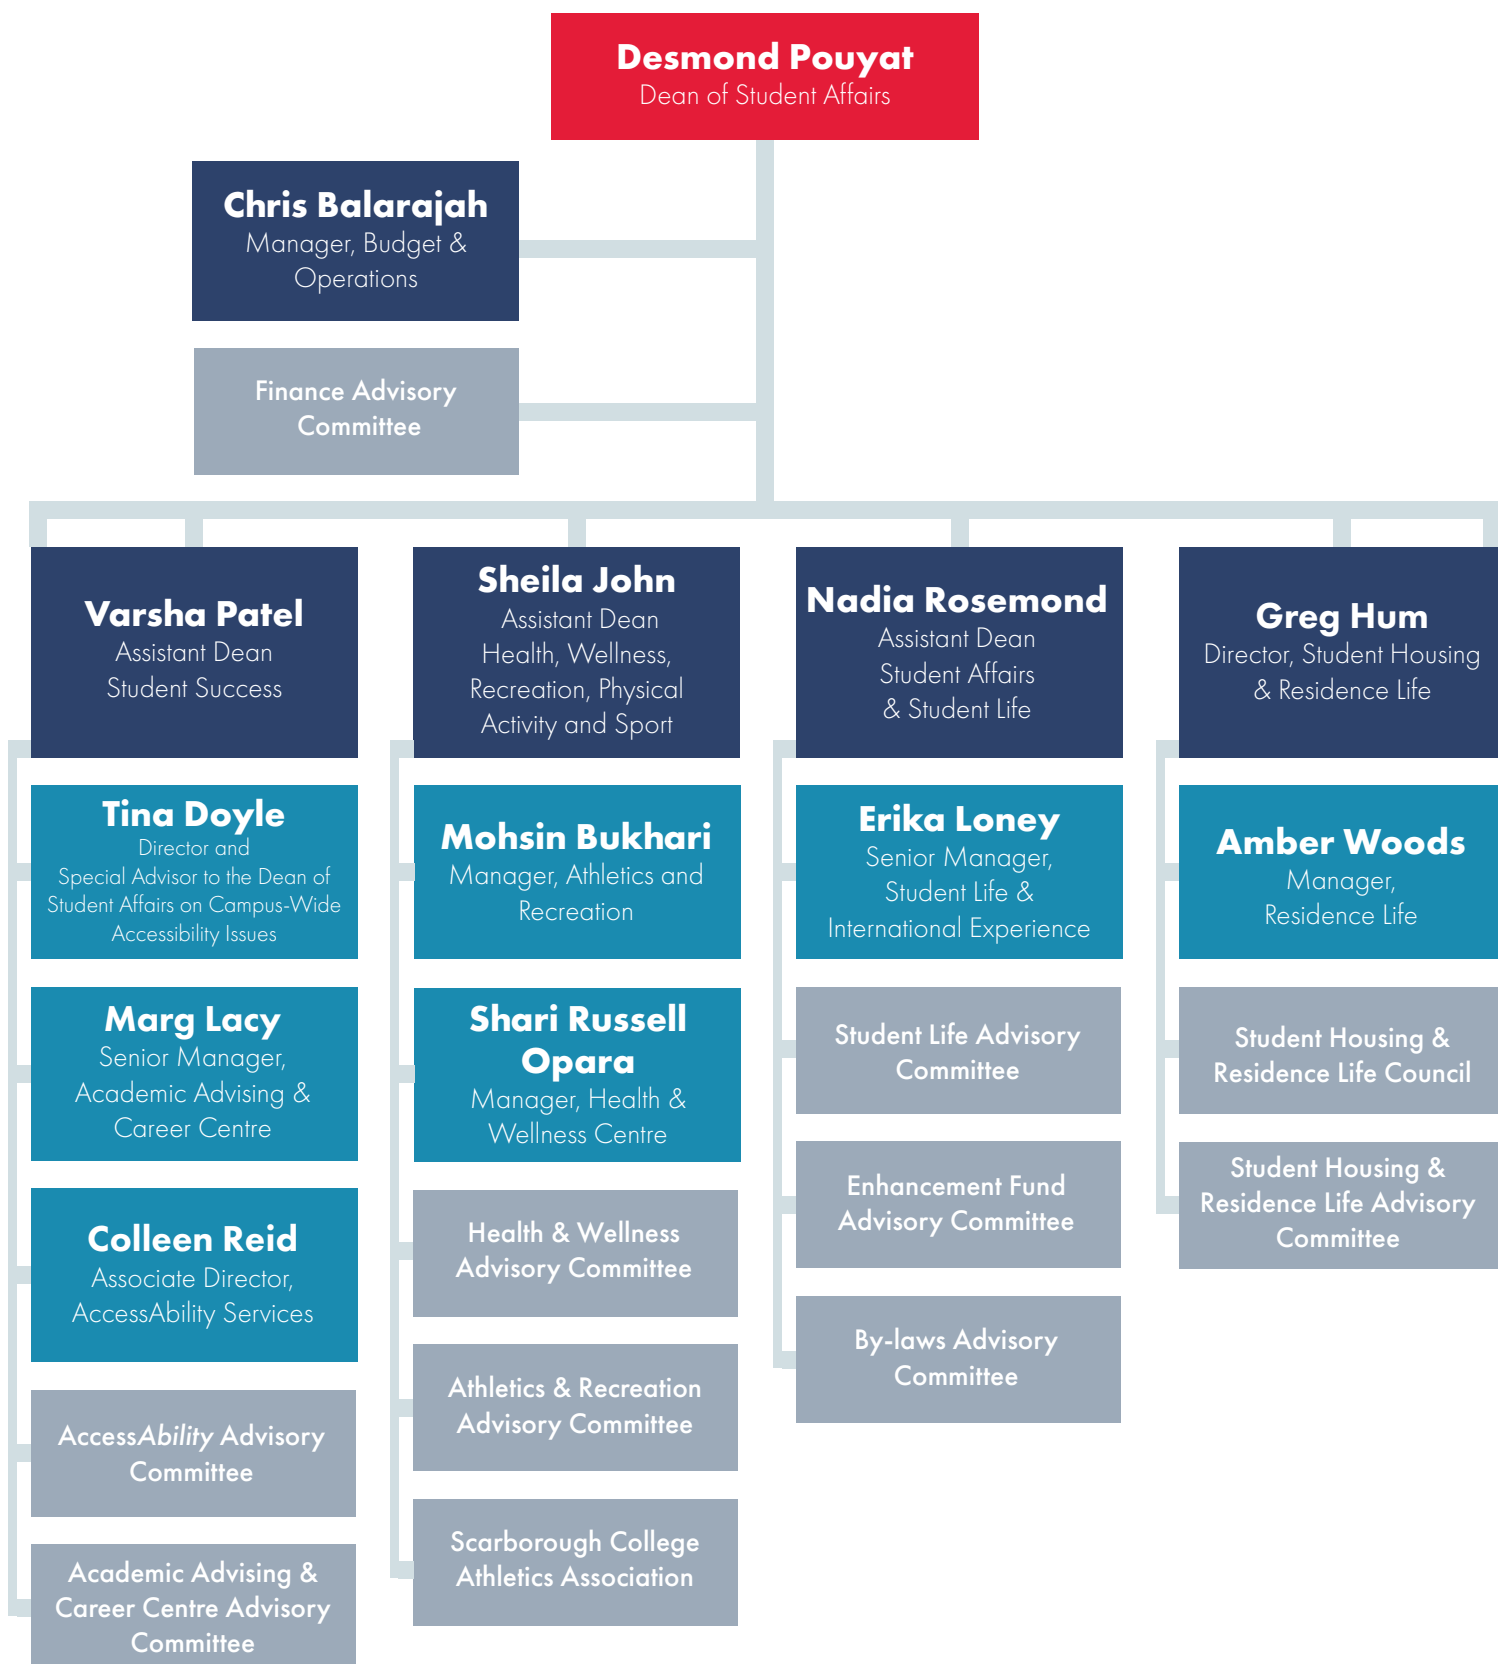 Desmond Pouyat
Dean of Student Affairs
Chris Balarajah
Manager, Budget &
Operations
Finance Advisory
Committee
Varsha Patel
Assistant Dean
Student Success
Tina Doyle
Director and
Special Advisor to the Dean of
Student Affairs on Campus-Wide
Accessibility Issues
Marg Lacy
Senior Manager,
Academic Advising &
Career Centre
Colleen Reid
Associate Director,
AccessAbility Services
AccessAbility Advisory
Committee
Academic Advising &
Career Centre Advisory
Committee
Sheila John
Assistant Dean
Health, Wellness,
Recreation, Physical
Activity and Sport
Mohsin Bukhari
Manager, Athletics and
Recreation
Shari Russell
Opara
Manager, Health &
Wellness Centre
Health & Wellness
Advisory Committee
Athletics & Recreation
Advisory Committee
Scarborough College
Athletics Association
Nadia Rosemond
Assistant Dean
Student Affairs
& Student Life
Erika Loney
Senior Manager,
Student Life &
International Experience
Student Life Advisory
Committee
Enhancement Fund
Advisory Committee
By-laws Advisory
Committee
Greg Hum
Director, Student Housing
& Residence Life
Amber Woods
Manager,
Residence Life
Student Housing &
Residence Life Council
Student Housing &
Residence Life Advisory
Committee